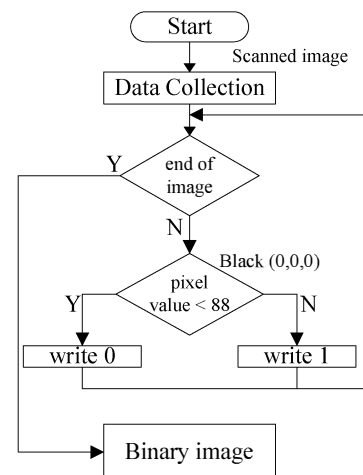 Start
Scanned image
Data Collection
Y
end of
image
N
Black (0,0,0)
pixel
value < 88
Y
N
write 0
write 1
Binary image